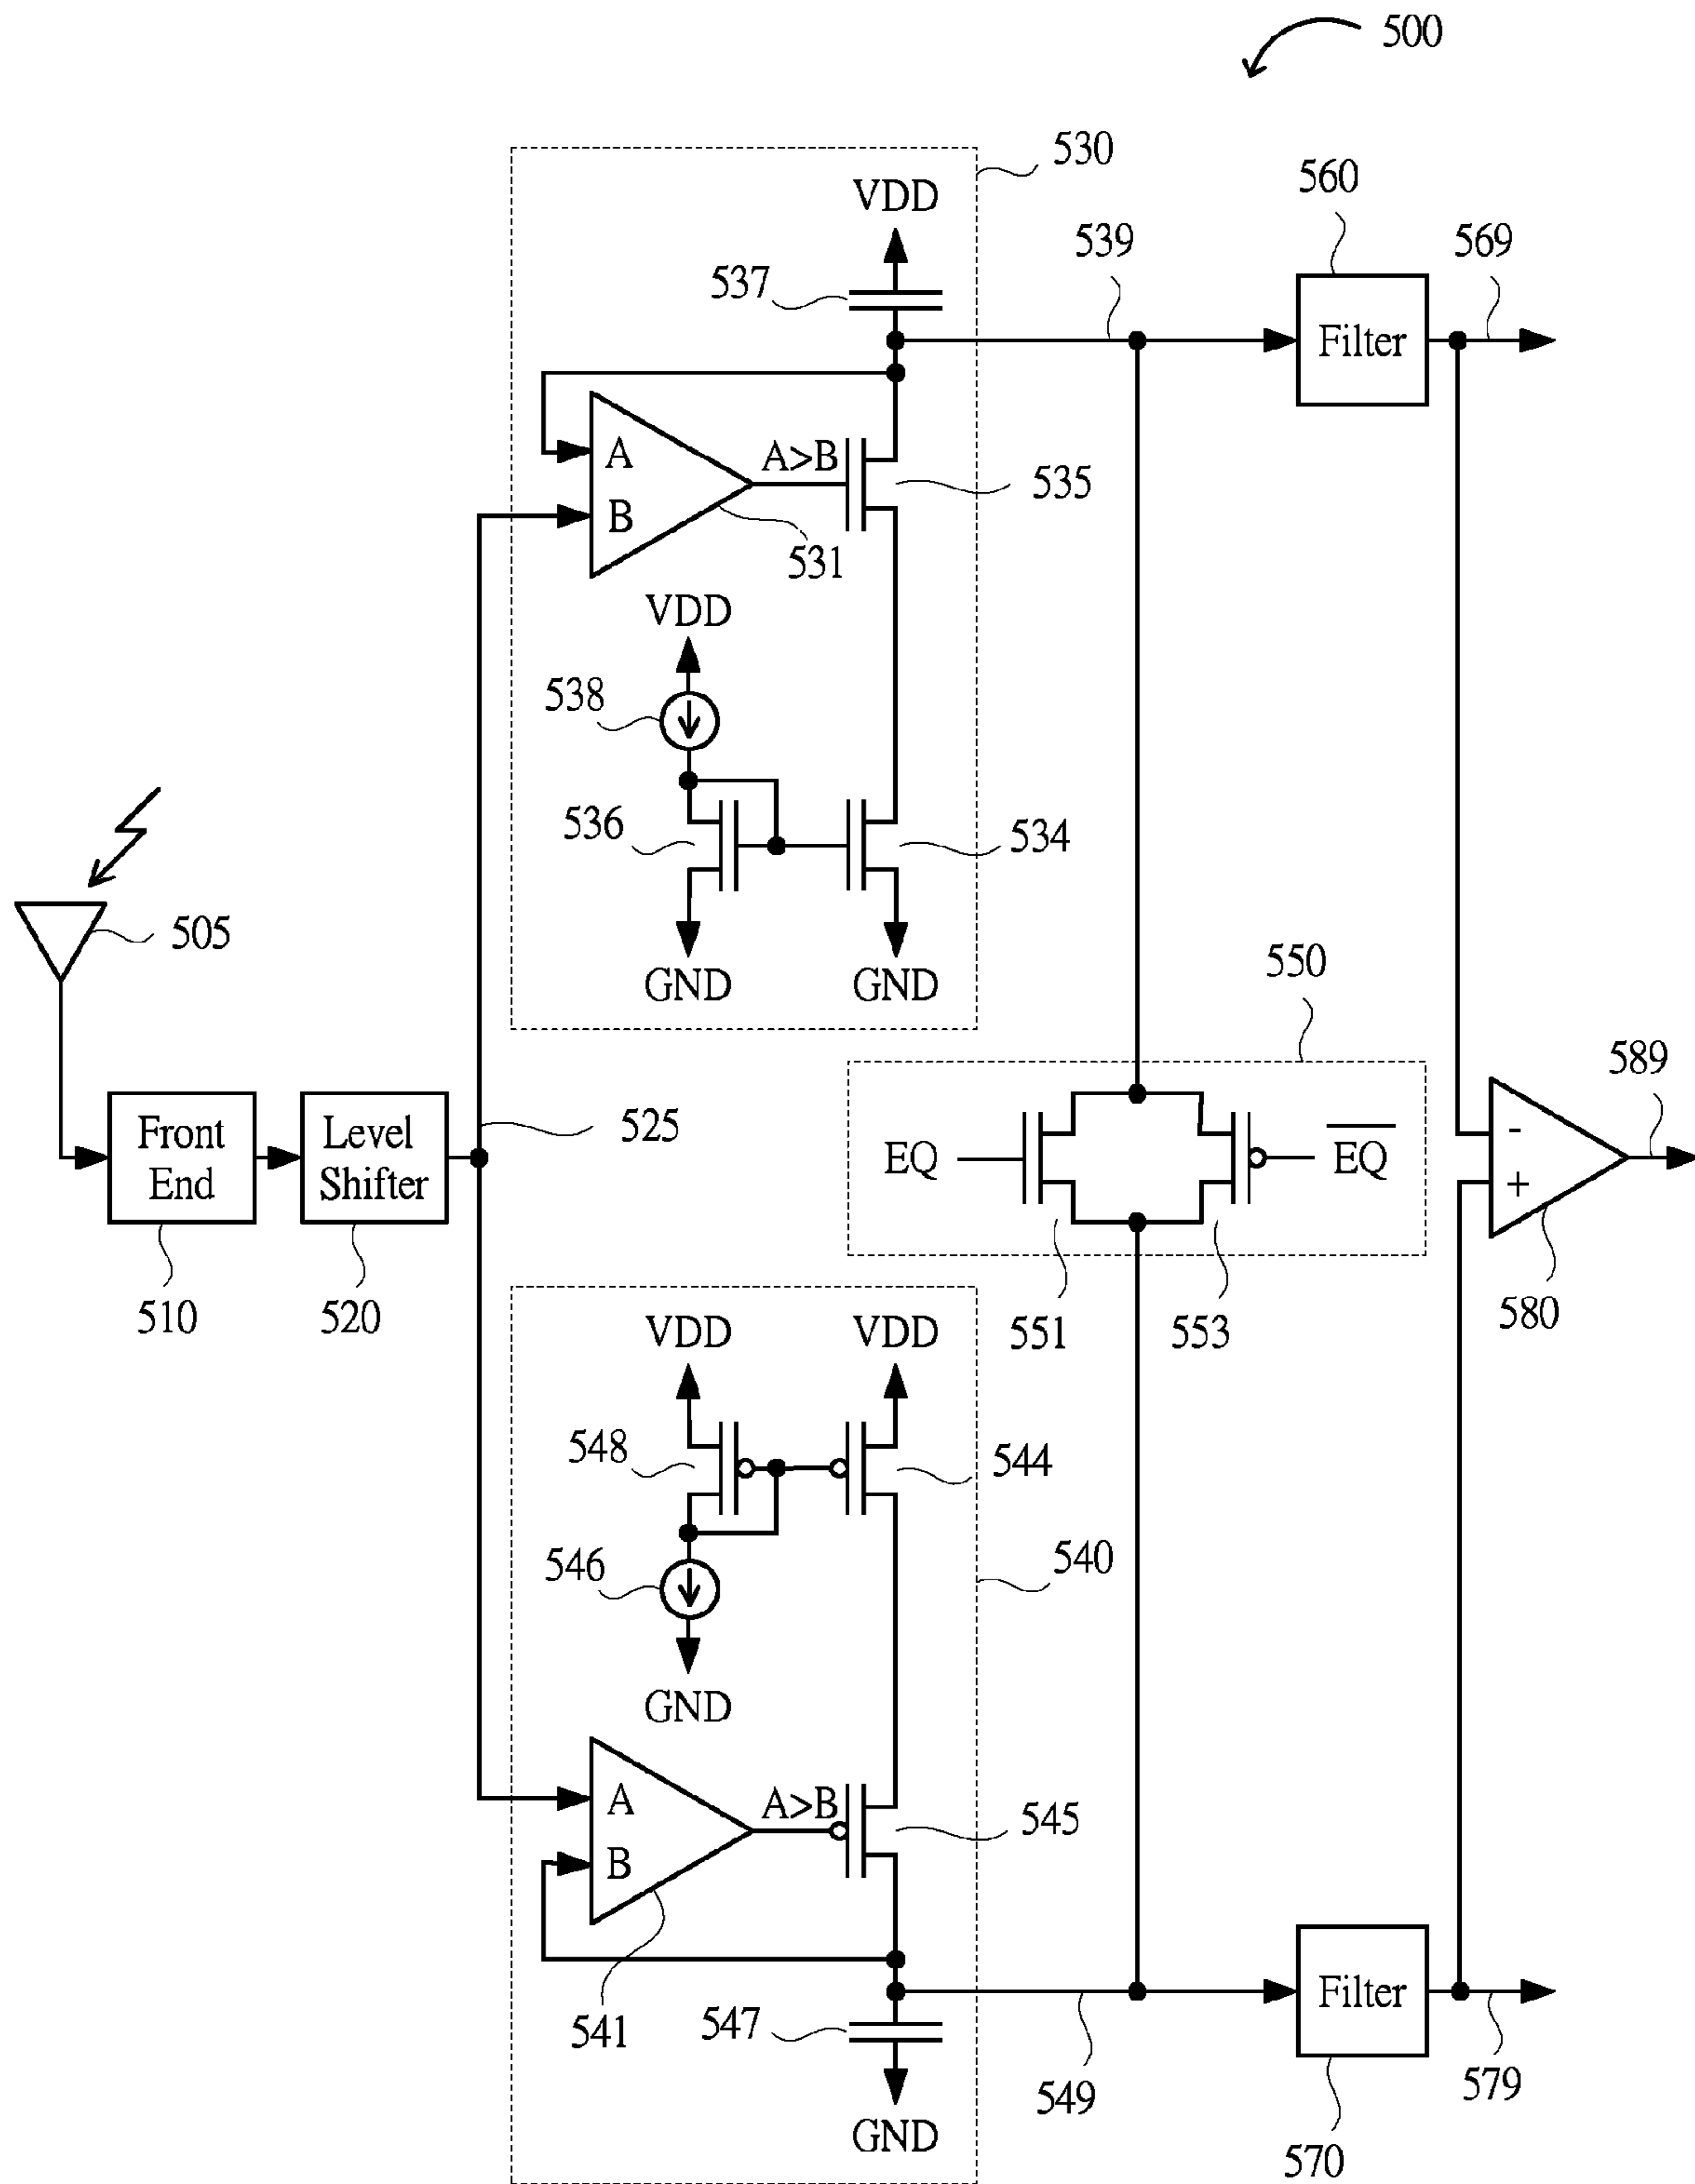 500
530
VDD
560
539
569
537
Filter
A
A>B
535
B
531
VDD
538
536
534
505
GND
GND
550
589
Front
End
Level
Shifter
525
EQ
EQ
-
+
510
520
551
553
580
VDD
VDD
548
544
546
540
GND
A
A>B
545
B
541
547
Filter
549
579
GND
570